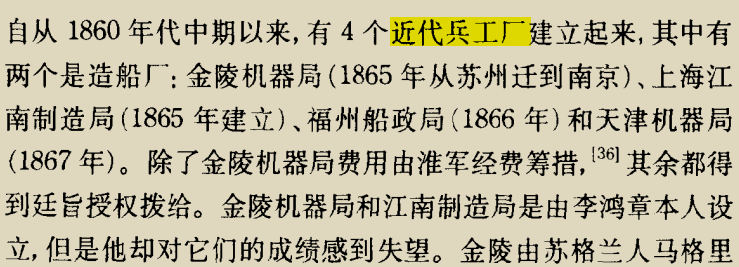 自从 1860 年代中期以来,有 4 个近代兵工厂建立起来,其中有
两个是造船厂:金陵机器局(1865 年从苏州迁到南京)、上海江
南制造局(1865 年建立)、福州船政局(1866 年)和天津机器局
(1867 年)。除了金陵机器局费用由淮军经费筹措,[36]其余都得
到廷旨授权拨给。金陵机器局和江南制造局是由李鸿章本人设
立,但是他却对它们的成绩感到失望。金陵由苏格兰人马格里